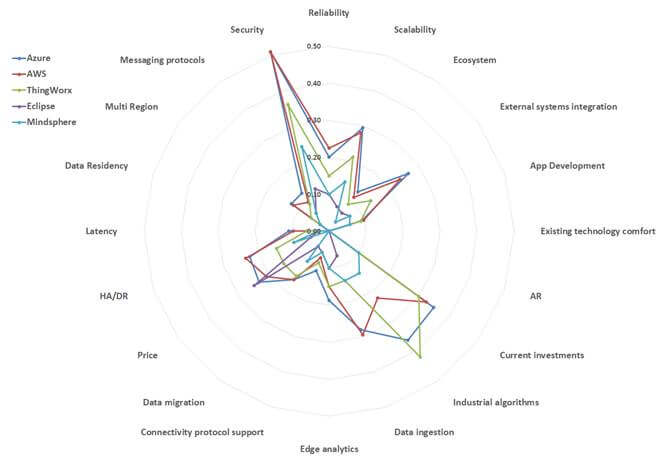 Reliability
Security
Scalability
Messaging protocols
0.50
Ecosystem
Azure
AWS
ThingWorx
Eclipse
Mindsphere
0.40
Multi Region
External systems integration
0.30
Data Residency
0.20
App Development
0.10
Latency
0.00
Existing technology comfort
HA/DR
AR
Price
Current investments
Data migration
Industrial algorithms
Connectivity protocol support
Data ingestion
Edge analytics